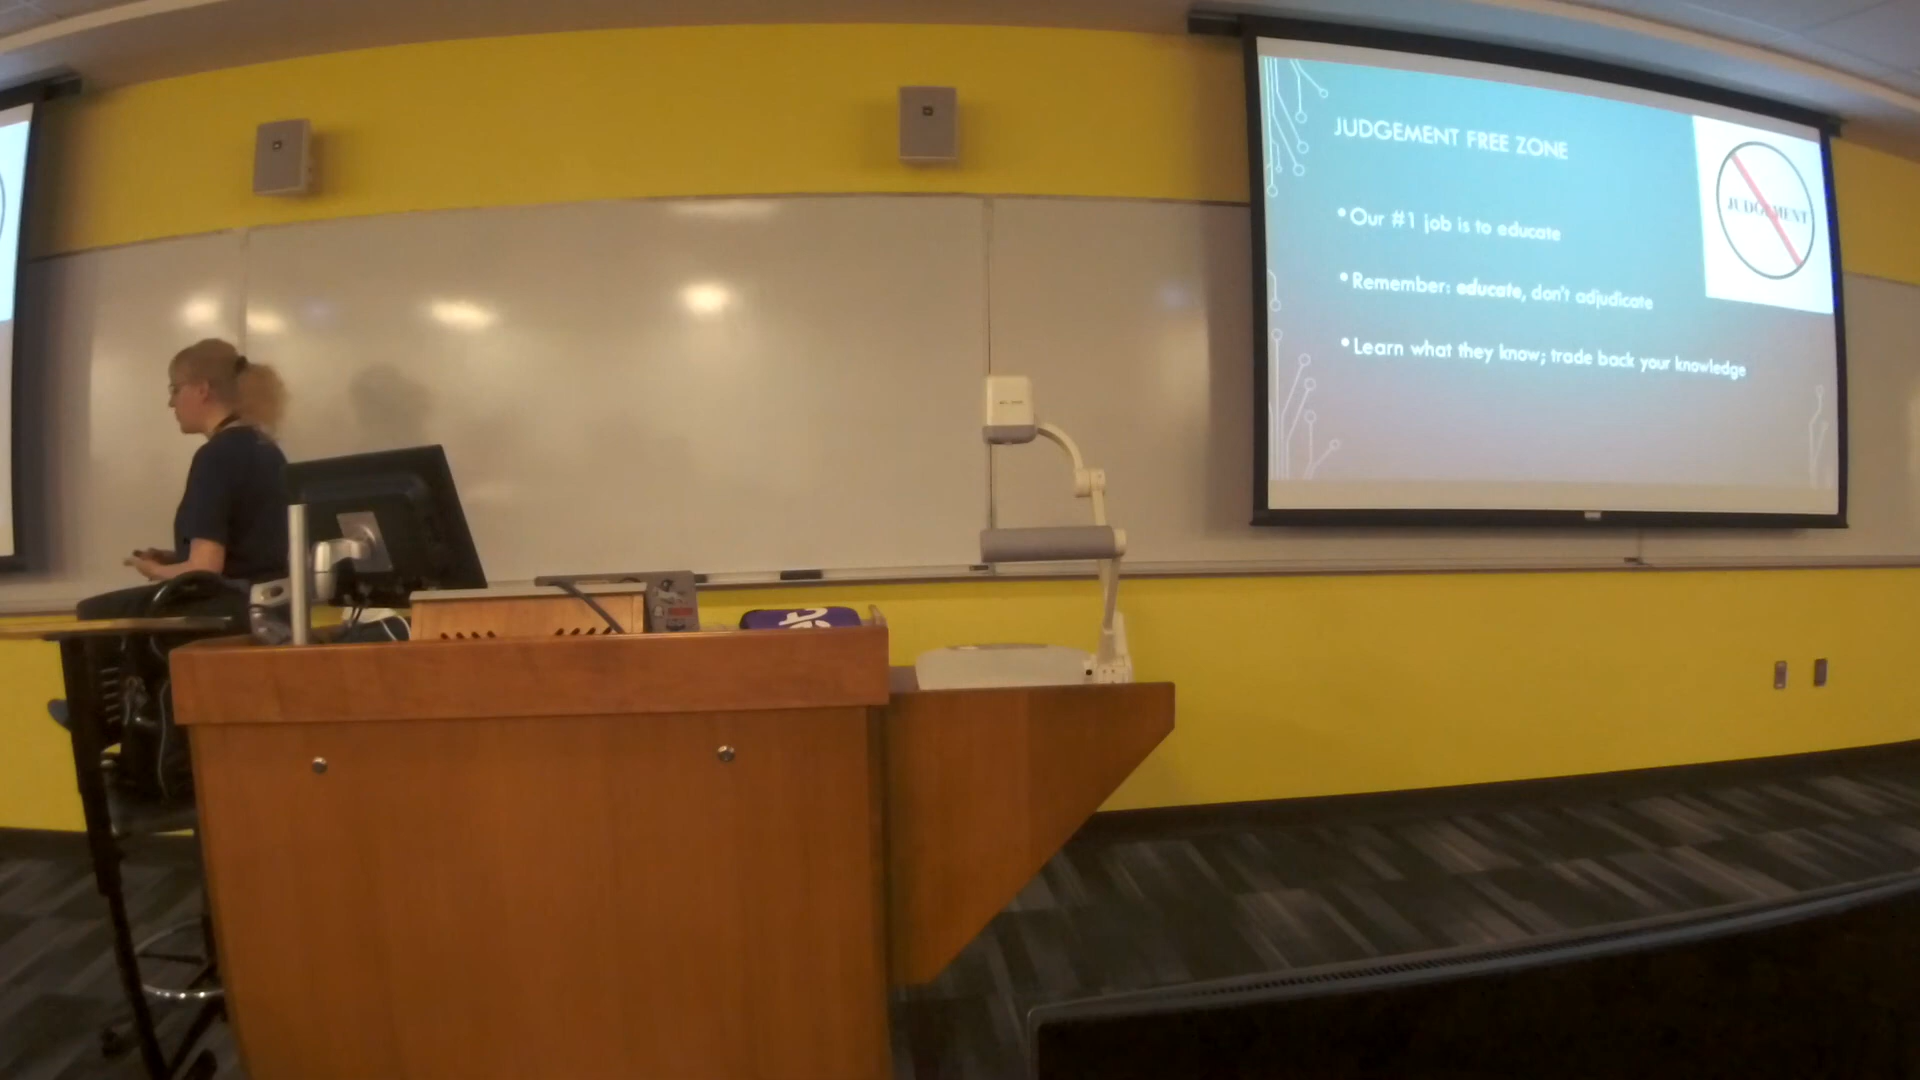 JUDGEMENT FREE ZONE
JUDGEMENT
•Our #1 job is to educate
•Remember: educate, don't adjudicate
•Learn what they know; trade back your knowledge